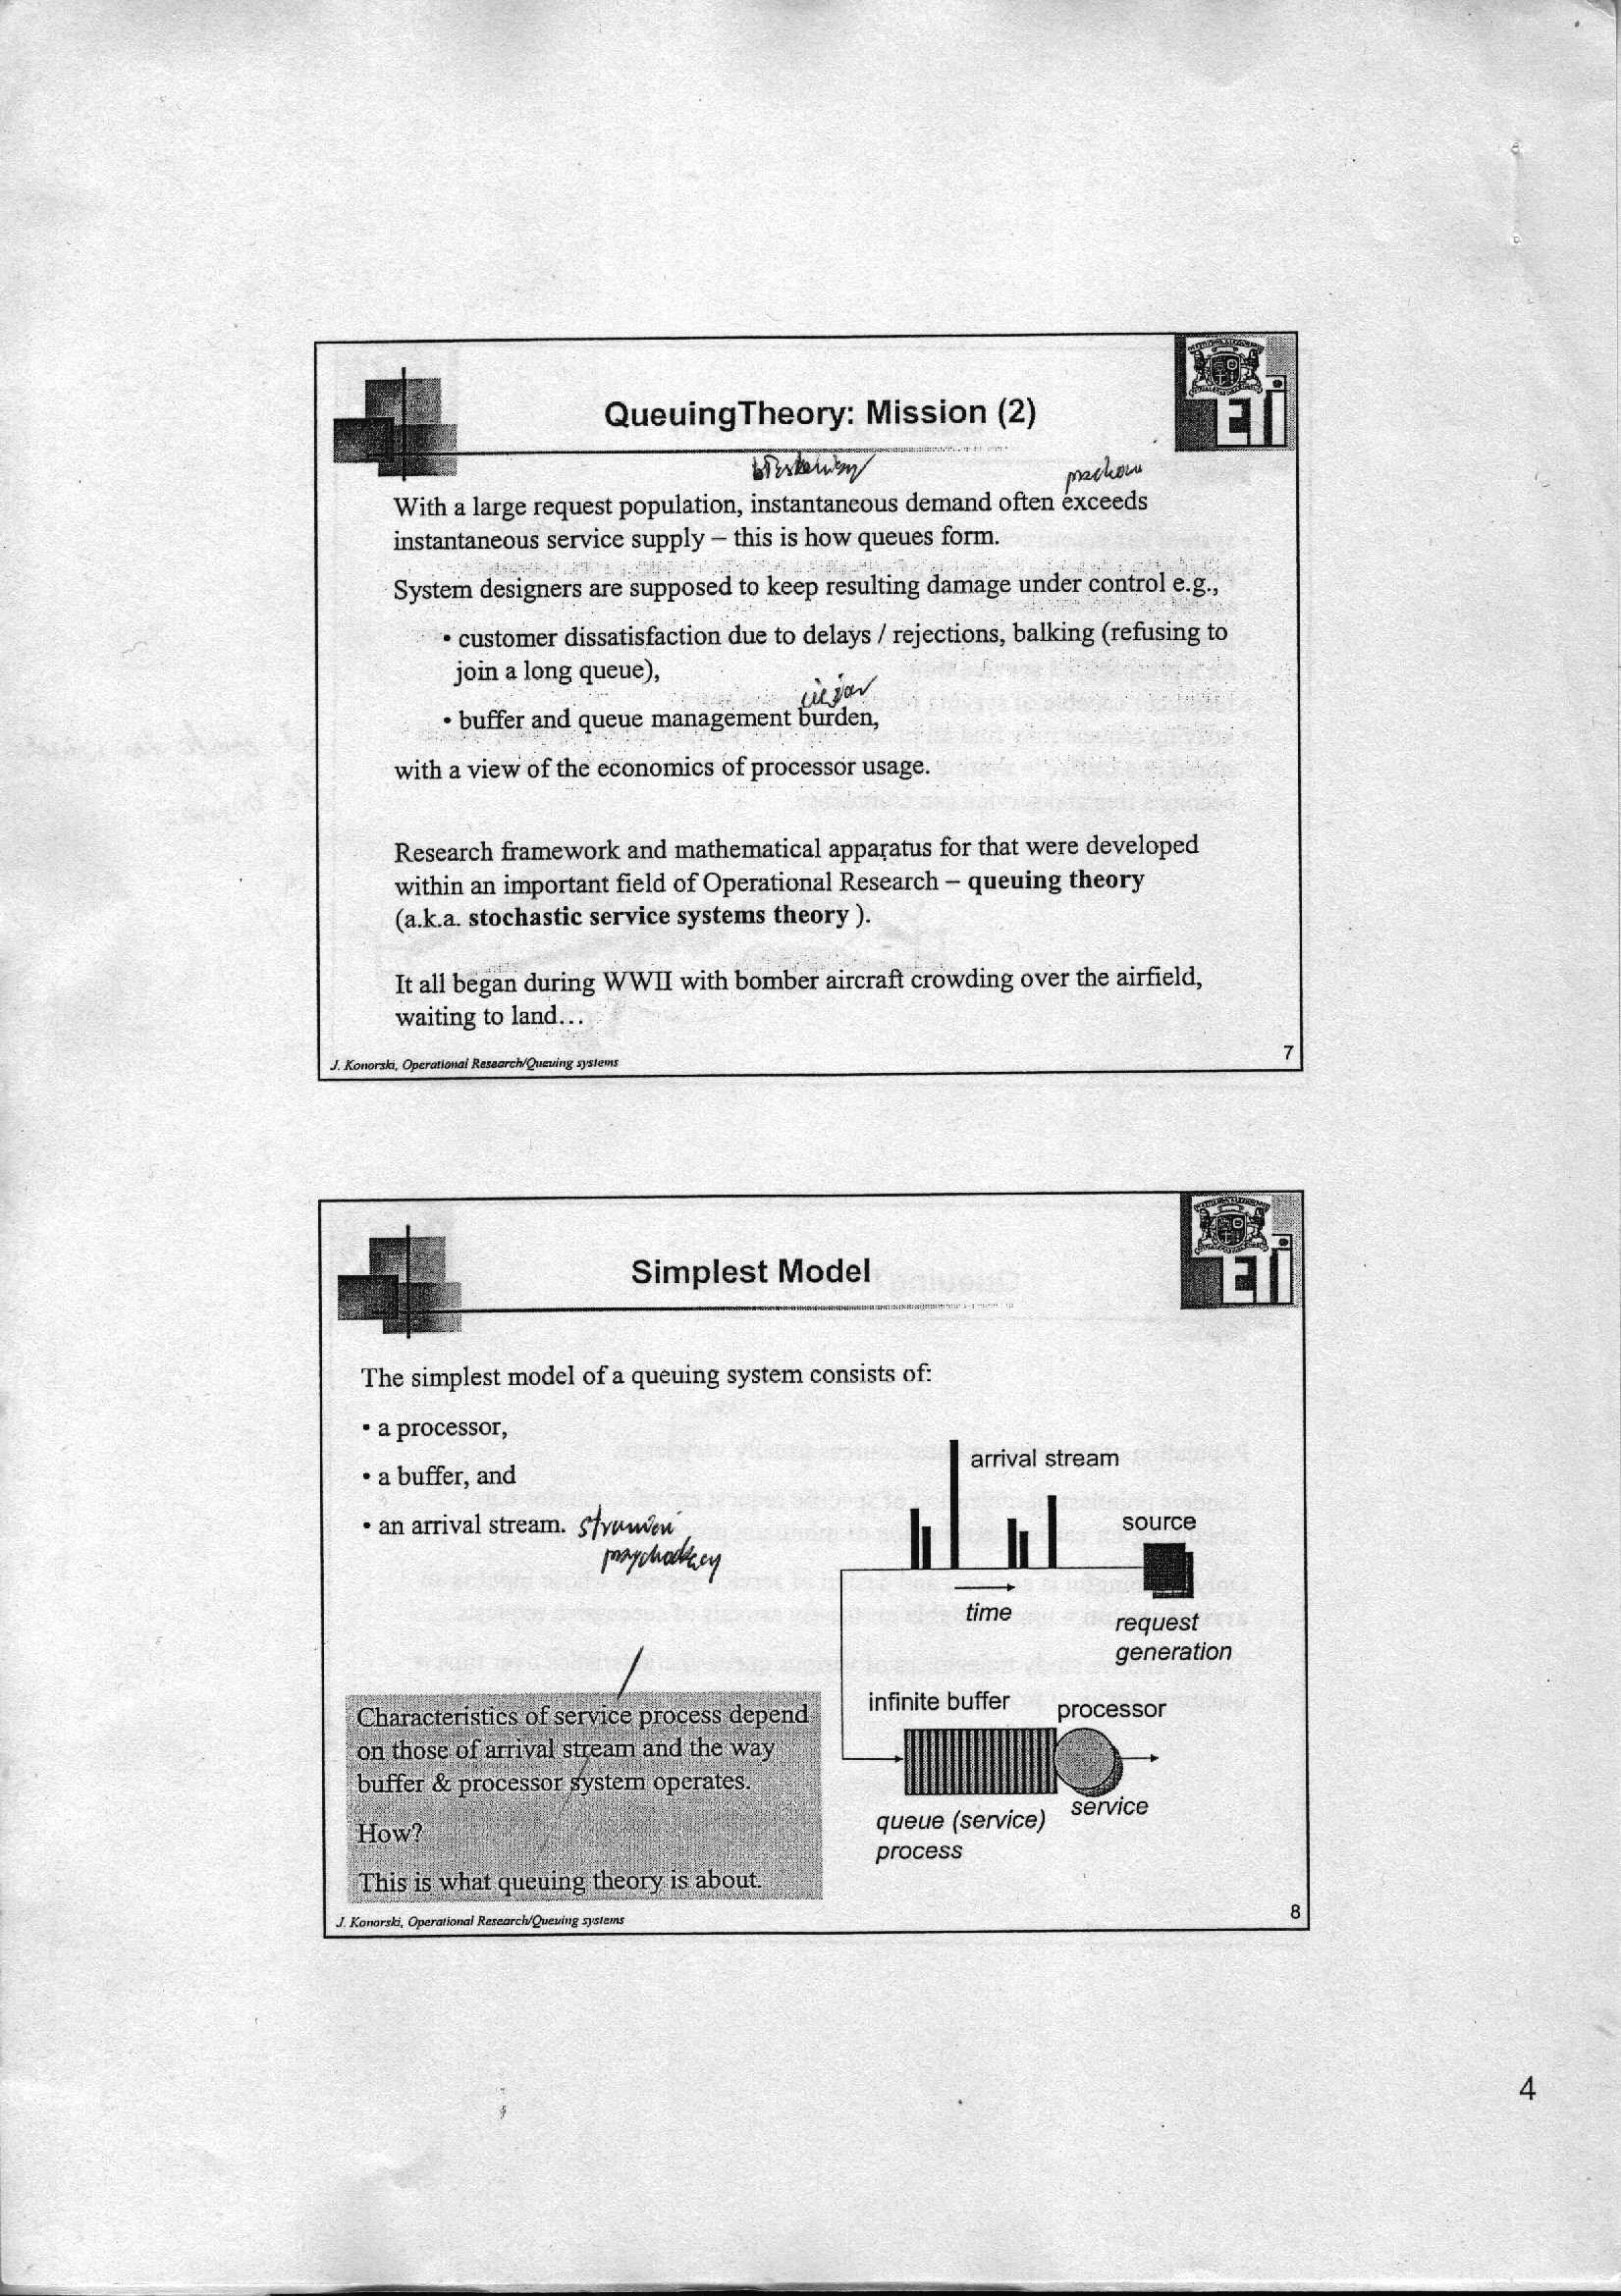 QueuingTheory: Mission (2)
ETI
With a large request population, instantaneous demand often exceeds
instantaneous service supply – this is how queues form.
System designers are supposed to keep resulting damage under control e.g.,
• customer dissatisfaction due to delays / rejections, balking (refusing to
join a long queue),
ciężar
• buffer and queue management burden,
with a view of the economics of processor usage.
Research framework and mathematical apparatus for that were developed
within an important field of Operational Research – queuing theory
(a.k.a. stochastic service systems theory ).
It all began during WWII with bomber aircraft crowding over the airfield,
waiting to land…
J. Konorski, Operational Research/Queuing systems
7
Simplest Model
ETI
The simplest model of a queuing system consists of:
• a processor,
• a buffer, and
• an arrival stream.
arrival stream
source
time
request
generation
infinite buffer
processor
queue (service)
process
service
Characteristics of service process depend
on those of arrival stream and the way
buffer & processor system operates.
How?
This is what queuing theory is about.
J. Konorski, Operational Research/Queuing systems
8
4